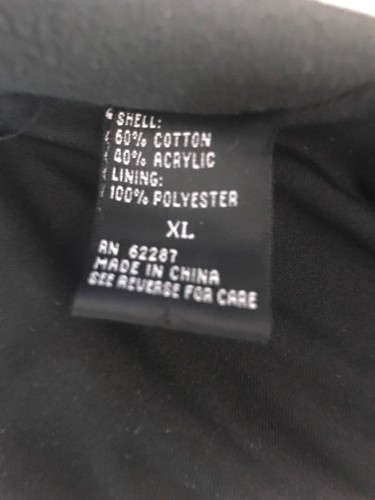 SHELL:
60% COTTON
40% ACRYLIC
LINING:
100% POLYESTER
XL
RN 62287
MADE IN CHINA
SEE REVERSE FOR CARE